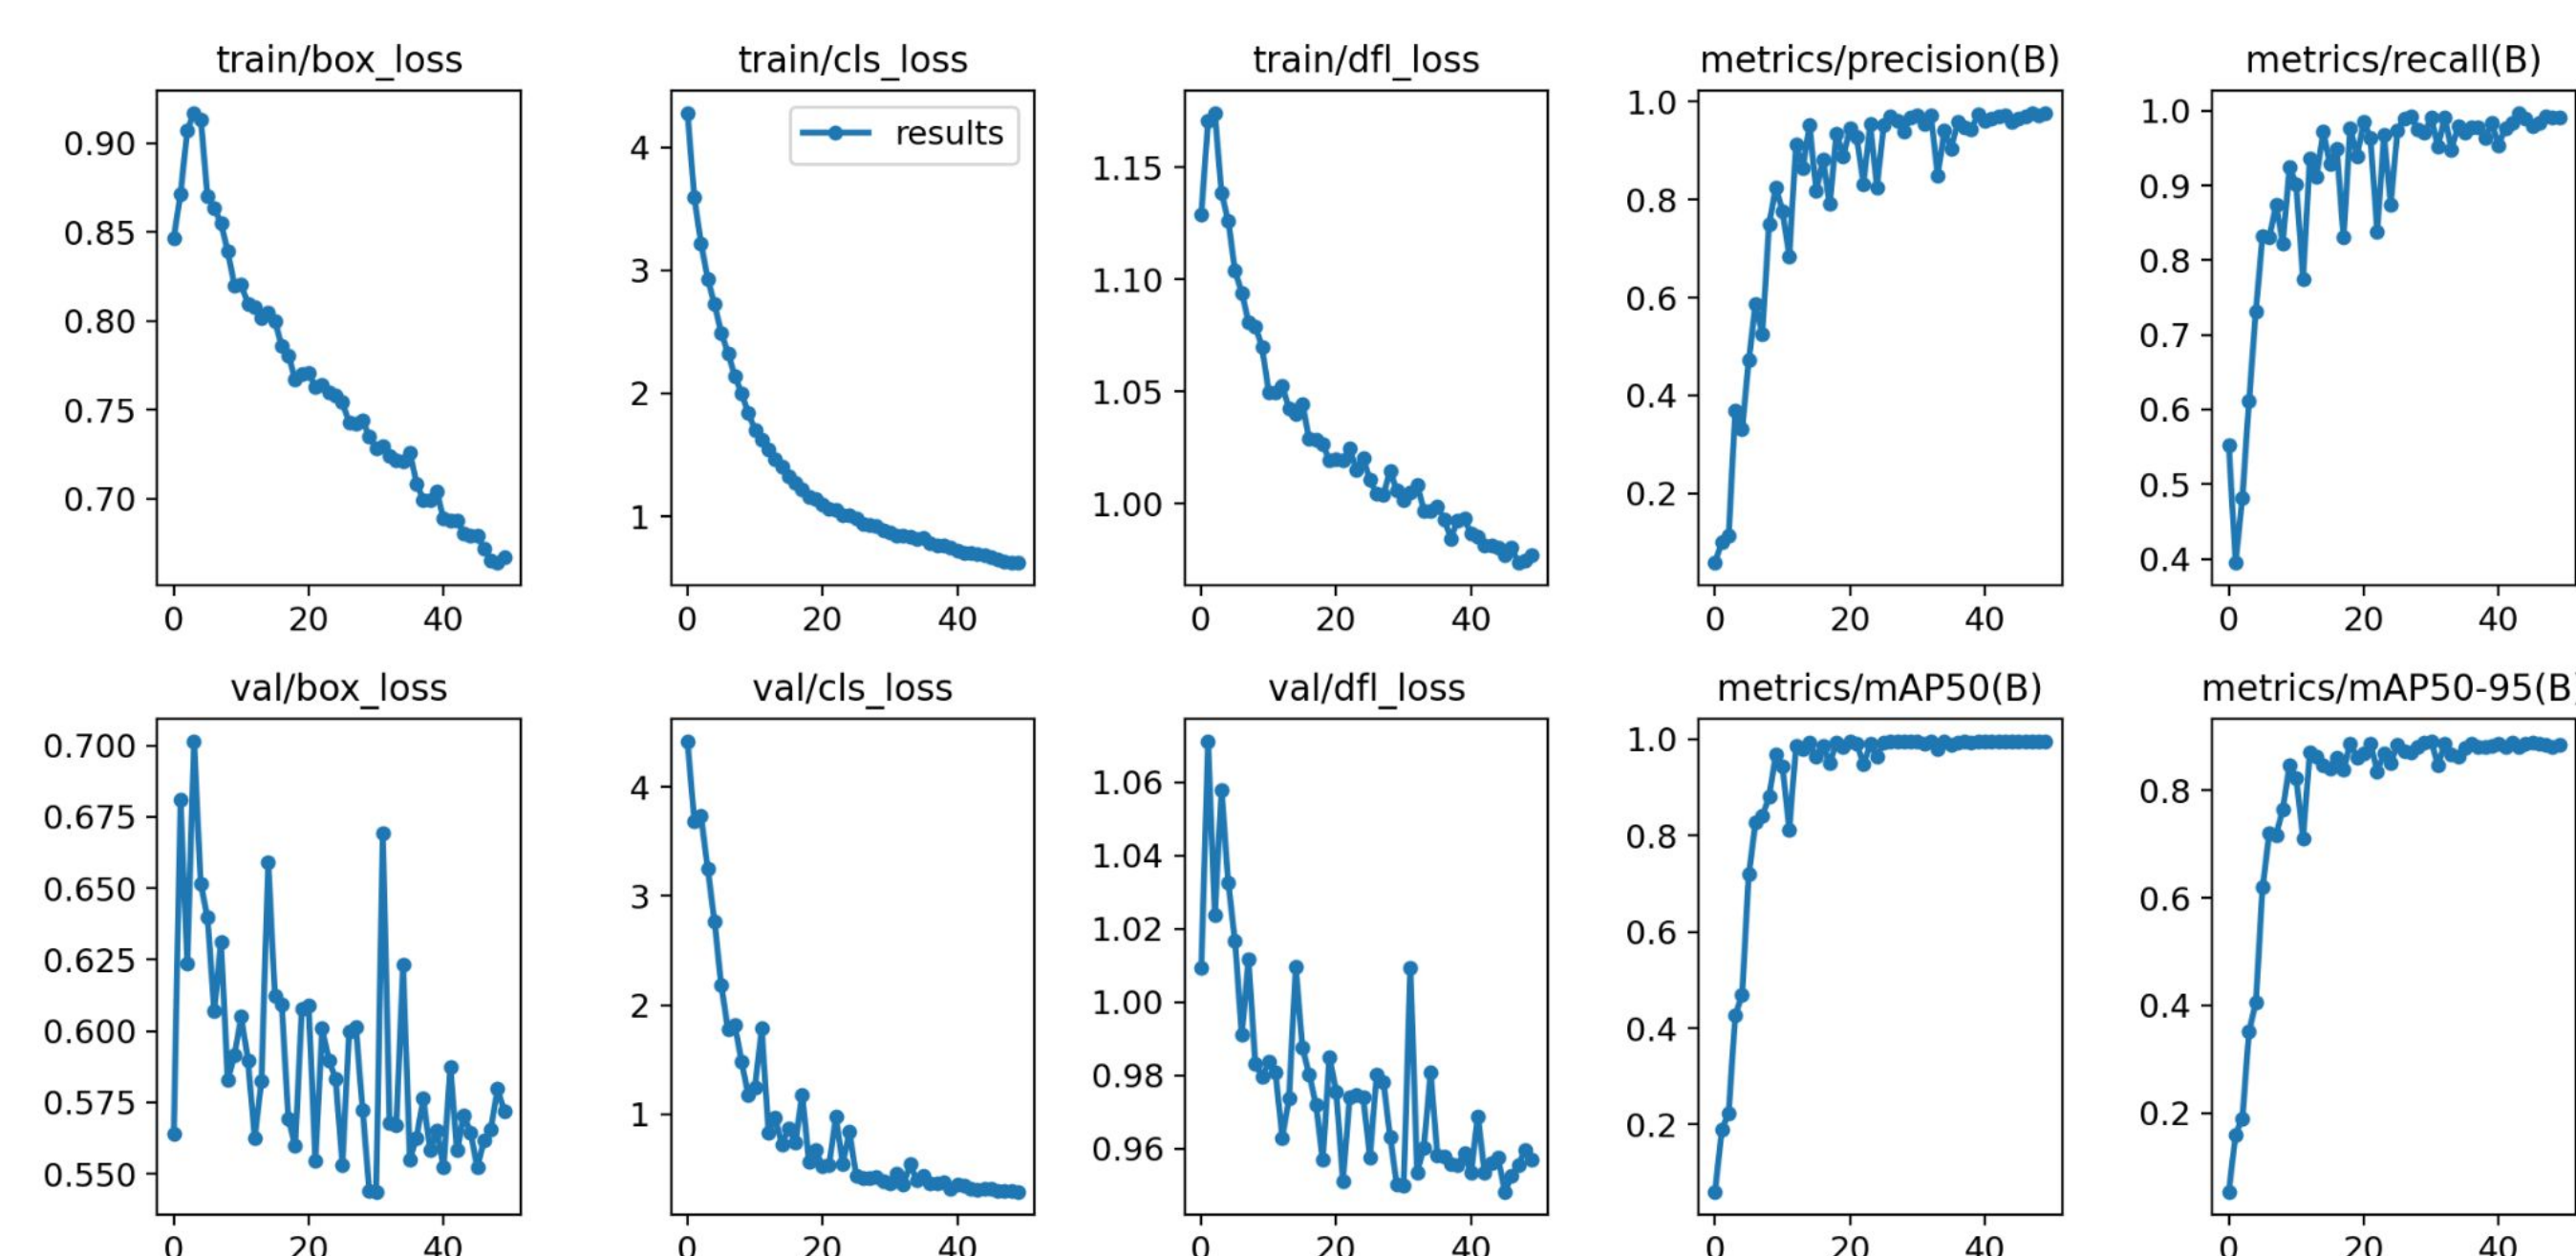 train/box_loss
train/cls_loss
train/dfl_loss
metrics/precision(B)
metrics/recall(B)
0.90
0.85
0.80
0.75
0.70
0 20 40
results
4
3
2
1
0 20 40
1.15
1.10
1.05
1.00
0 20 40
1.0
0.8
0.6
0.4
0.2
0 20 40
1.0
0.9
0.8
0.7
0.6
0.5
0.4
0 20 40
val/box_loss
val/cls_loss
val/dfl_loss
metrics/mAP50(B)
metrics/mAP50-95(B)
0.700
0.675
0.650
0.625
0.600
0.575
0.550
0 20 40
4
3
2
1
0 20 40
1.06
1.04
1.02
1.00
0.98
0.96
0 20 40
1.0
0.8
0.6
0.4
0.2
0 20 40
0.8
0.6
0.4
0.2
0 20 40